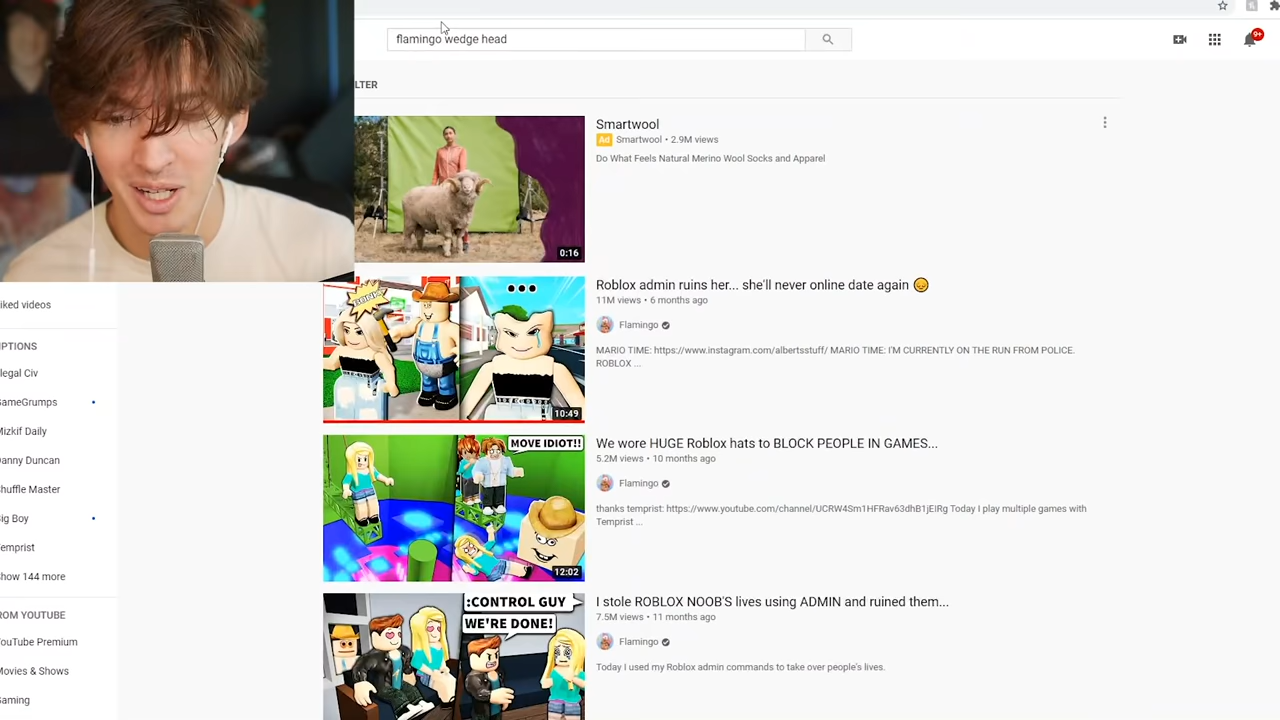 flamingo wedge head
9+
LTER
Smartwool
Ad Smartwool • 2.9M views
Do What Feels Natural Merino Wool Socks and Apparel
0:16
Roblox admin ruins her... she'll never online date again 😔
11M views • 6 months ago
Flamingo
MARIO TIME: https://www.instagram.com/albertsstuff/ MARIO TIME: I'M CURRENTLY ON THE RUN FROM POLICE.
ROBLOX ...
BONK
10:49
We wore HUGE Roblox hats to BLOCK PEOPLE IN GAMES...
5.2M views • 10 months ago
Flamingo
thanks temprist: https://www.youtube.com/channel/UCRW4Sm1HFRav63dhB1jEIRg Today I play multiple games with
Temprist ...
MOVE IDIOT!!
12:02
I stole ROBLOX NOOB'S lives using ADMIN and ruined them...
7.5M views • 11 months ago
Flamingo
Today I used my Roblox admin commands to take over people's lives.
:CONTROL GUY
WE'RE DONE!
iked videos
IPTIONS
legal Civ
GameGrumps
Mizkif Daily
Danny Duncan
huffle Master
ig Boy
emprist
how 144 more
ROM YOUTUBE
ouTube Premium
Movies & Shows
Gaming